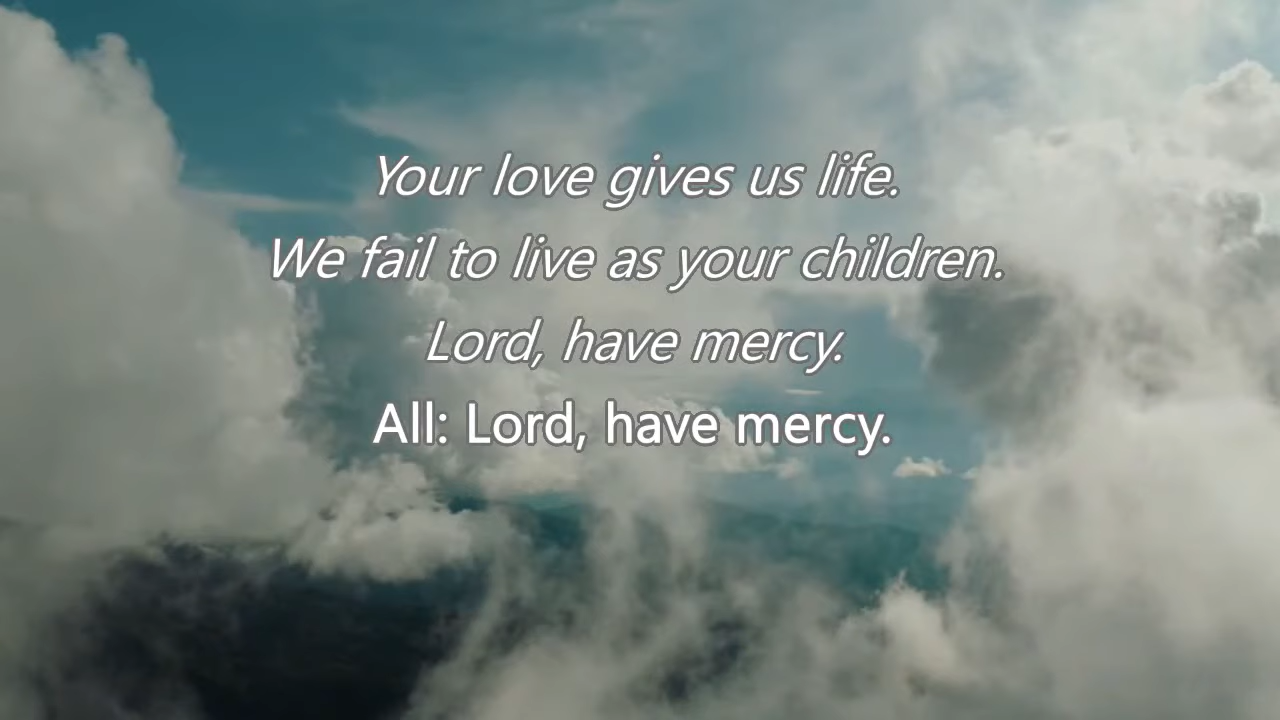 Your love gives us life.
We fail to live as your children.
Lord, have mercy.
All: Lord, have mercy.